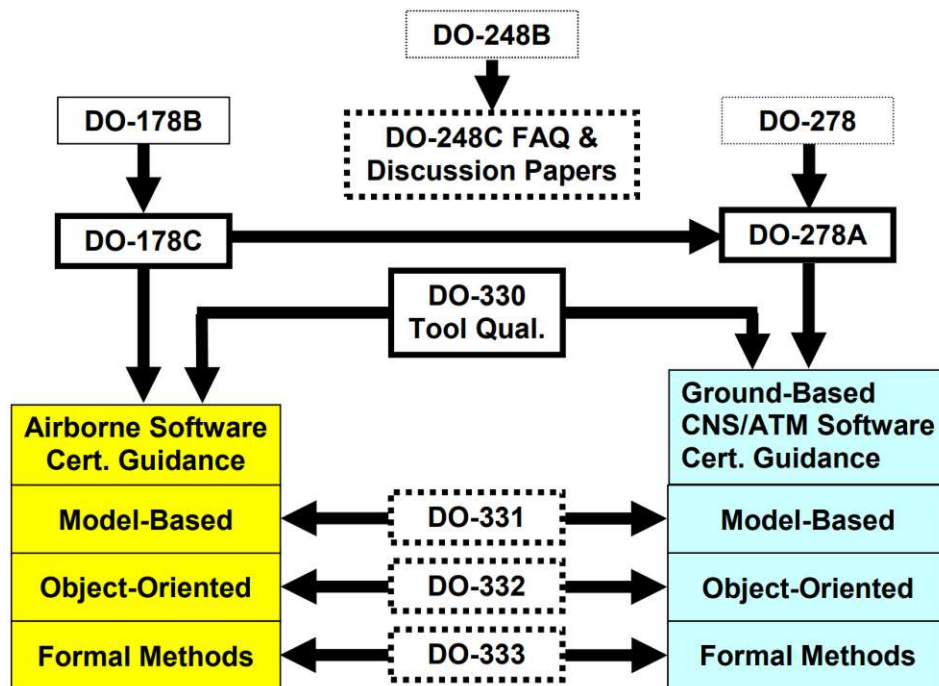 DO-248B
DO-178B
DO-248C FAQ &
Discussion Papers
DO-278
DO-178C
DO-278A
DO-330
Tool Qual.
Airborne Software
Cert. Guidance
Ground-Based
CNS/ATM Software
Cert. Guidance
Model-Based
DO-331
Model-Based
Object-Oriented
DO-332
Object-Oriented
Formal Methods
DO-333
Formal Methods